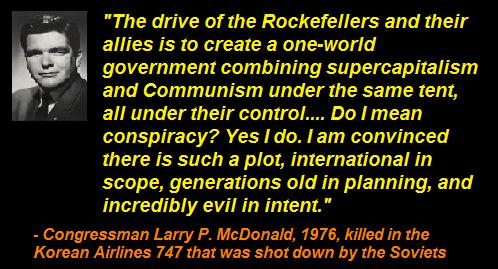 "The drive of the Rockefellers and their
allies is to create a one-world
government combining supercapitalism
and Communism under the same tent,
all under their control.... Do I mean
conspiracy? Yes I do. I am convinced
there is such a plot, international in
scope, generations old in planning, and
incredibly evil in intent."
- Congressman Larry P. McDonald, 1976, killed in the
Korean Airlines 747 that was shot down by the Soviets